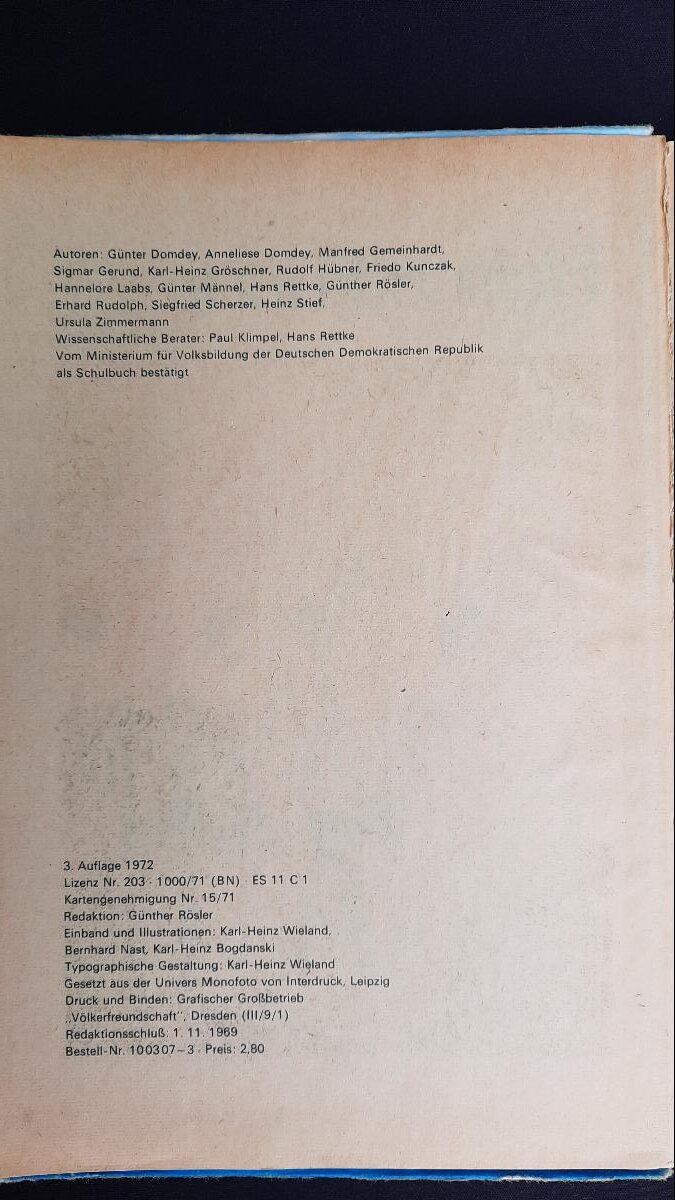 Autoren: Günter Domdey, Anneliese Domdey, Manfred Gemeinhardt,
Sigmar Gerund, Karl-Heinz Gröschner, Rudolf Hübner, Friedo Kunczak,
Hannelore Laabs, Günter Männel, Hans Rettke, Günther Rösler,
Erhard Rudolph, Siegfried Scherzer, Heinz Stief,
Ursula Zimmermann
Wissenschaftliche Berater: Paul Klimpel, Hans Rettke
Vom Ministerium für Volksbildung der Deutschen Demokratischen Republik
als Schulbuch bestätigt
3. Auflage 1972
Lizenz Nr. 203 · 1000/71 (BN) · ES 11 C 1
Kartengenehmigung Nr. 15/71
Redaktion: Günther Rösler
Einband und Illustrationen: Karl-Heinz Wieland,
Bernhard Nast, Karl-Heinz Bogdanski
Typographische Gestaltung: Karl-Heinz Wieland
Gesetzt aus der Univers Monofoto von Interdruck, Leipzig
Druck und Binden: Grafischer Großbetrieb
„Völkerfreundschaft", Dresden (III/9/1)
Redaktionsschluß: 1. 11. 1969
Bestell-Nr. 100307–3 · Preis: 2,80